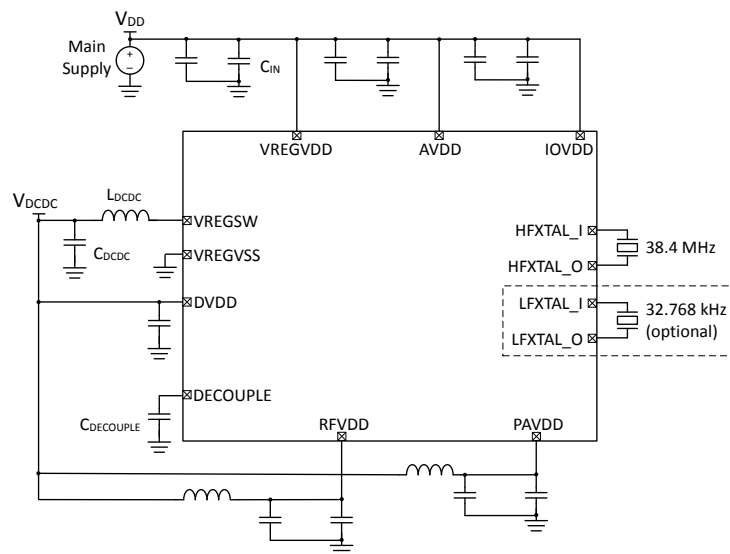 VDD
Main
Supply
+
–
CIN
VREGVDD
AVDD
IOVDD
VDCDC
LDCDC
VREGSW
HFXTAL_I
CDCDC
VREGVSS
38.4 MHz
HFXTAL_O
DVDD
LFXTAL_I
32.768 kHz
(optional)
LFXTAL_O
DECOUPLE
CDECOUPLE
RFVDD
PAVDD